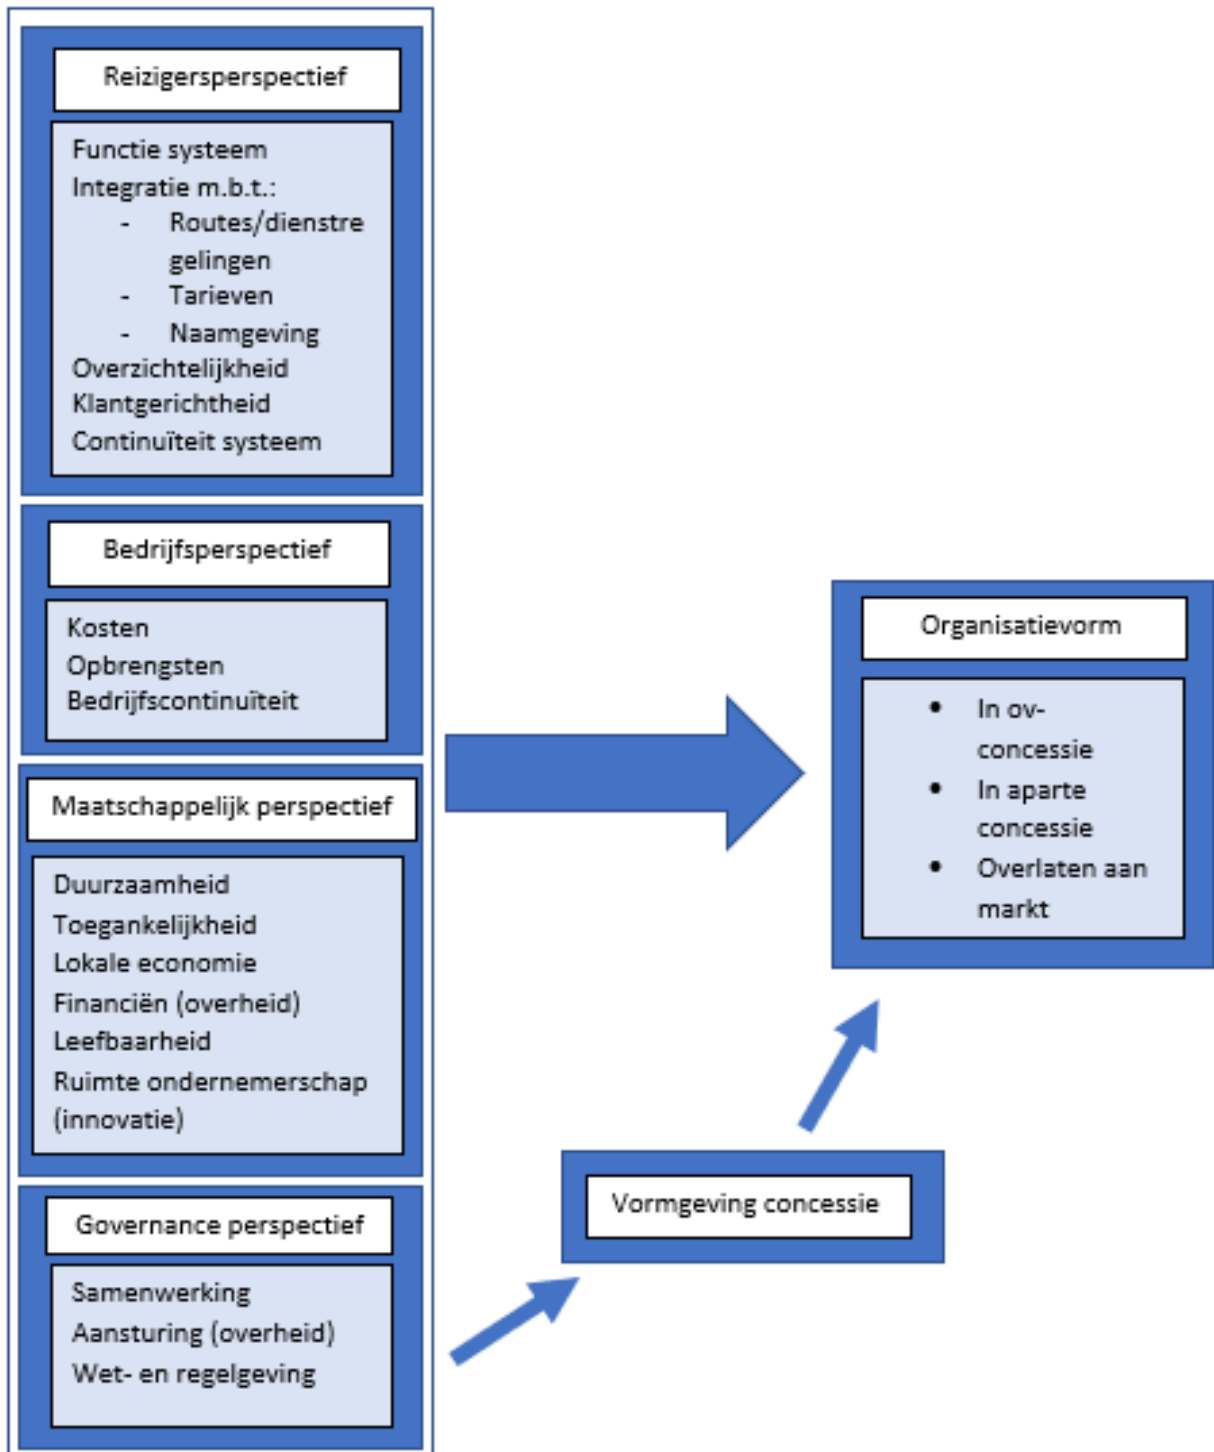 Reizigersperspectief
Functie systeem
Integratie m.b.t.:
- Routes/dienstre
gelingen
- Tarieven
- Naamgeving
Overzichtelijkheid
Klantgerichtheid
Continuïteit systeem
Bedrijfsperspectief
Kosten
Opbrengsten
Bedrijfscontinuïteit
Maatschappelijk perspectief
Duurzaamheid
Toegankelijkheid
Lokale economie
Financiën (overheid)
Leefbaarheid
Ruimte ondernemerschap
(innovatie)
Governance perspectief
Samenwerking
Aansturing (overheid)
Wet- en regelgeving
Vormgeving concessie
Organisatievorm
• In ov-
concessie
• In aparte
concessie
• Overlaten aan
markt